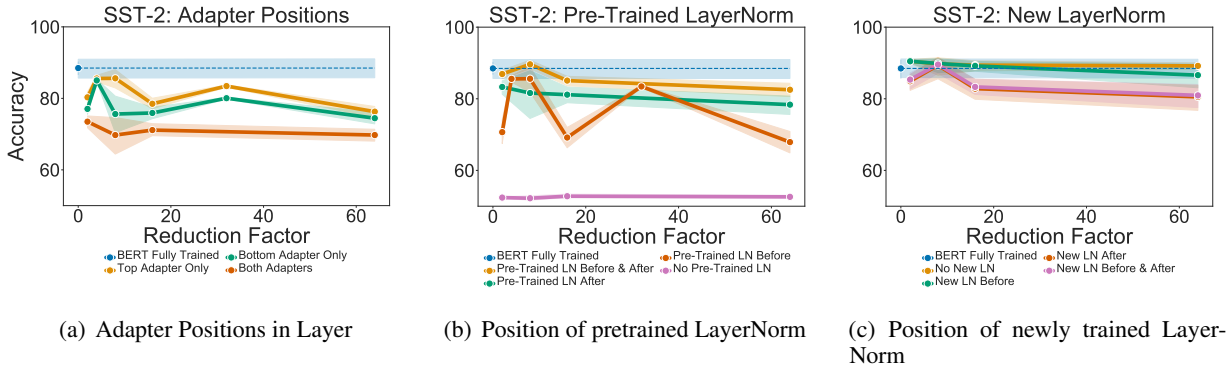 SST-2: Adapter Positions
100
80
60
Accuracy
0 20 40 60
Reduction Factor
BERT Fully Trained
Top Adapter Only
Bottom Adapter Only
Both Adapters
(a) Adapter Positions in Layer
SST-2: Pre-Trained LayerNorm
100
80
60
0 20 40 60
Reduction Factor
BERT Fully Trained
Pre-Trained LN Before & After
Pre-Trained LN After
Pre-Trained LN Before
No Pre-Trained LN
(b) Position of pretrained LayerNorm
SST-2: New LayerNorm
100
80
60
0 20 40 60
Reduction Factor
BERT Fully Trained
No New LN
New LN Before
New LN After
New LN Before & After
(c) Position of newly trained Layer-
Norm